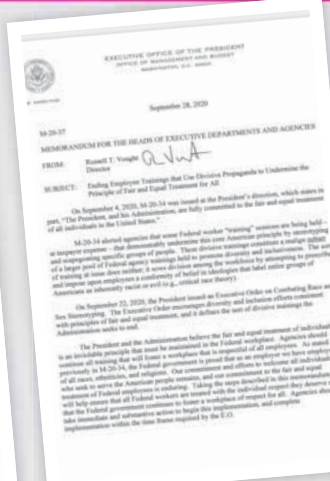 EXECUTIVE OFFICE OF THE PRESIDENT
OFFICE OF MANAGEMENT AND BUDGET
WASHINGTON, D.C. 20503
DIRECTOR
September 28, 2020
M-20-37
MEMORANDUM FOR THE HEADS OF EXECUTIVE DEPARTMENTS AND AGENCIES
FROM: Russell T. Vought
Director
SUBJECT: Ending Employee Trainings that Use Divisive Propaganda to Undermine the
Principle of Fair and Equal Treatment for All
On September 4, 2020, M-20-34 was issued at the President's direction, which states in
part, "The President, and his Administration, are fully committed to the fair and equal treatment
of all individuals in the United States."
M-20-34 alerted agencies that some Federal worker "training" sessions are being held –
at taxpayer expense – that demonstrably undermine this core American principle by stereotyping
and scapegoating specific groups of people. These divisive trainings constitute a malign subset
of a larger pool of Federal agency trainings held to promote diversity and inclusiveness. The
of training at issue does neither; it sows division among the workforce by attempting to prescribe
and impose upon employees a conformity of belief in ideologies that label entire groups of
Americans as inherently racist or evil (e.g., critical race theory).
On September 22, 2020, the President issued an Executive Order on Combating Race and
Sex Stereotyping. The Executive Order encourages diversity and inclusion efforts consistent
with principles of fair and equal treatment, and it defines the sort of divisive trainings the
Administration seeks to end.
The President and the Administration believe the fair and equal treatment of individuals
is an inviolable principle that must be maintained in the Federal workplace. Agencies should
continue all training that will foster a workplace that is respectful of all employees. As stated
previously in M-20-34, the Federal government is proud that as an employer we have employees
of all races, ethnicities, and religions. Our commitment and efforts to welcome all individuals
who seek to serve the American people remains, and our commitment to the fair and equal
treatment of Federal employees is enduring. Taking the steps described in this memorandum
will help ensure that all Federal workers are treated with the individual respect they deserve
that the Federal government continues to foster a workplace of respect for all. Agencies should
take immediate and substantive action to begin this implementation, and complete
implementation within the time frame required by the E.O.